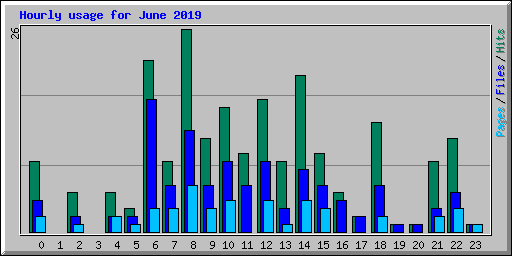 Hourly usage for June 2019
26
Pages / Files / Hits
0 1 2 3 4 5 6 7 8 9 10 11 12 13 14 15 16 17 18 19 20 21 22 23